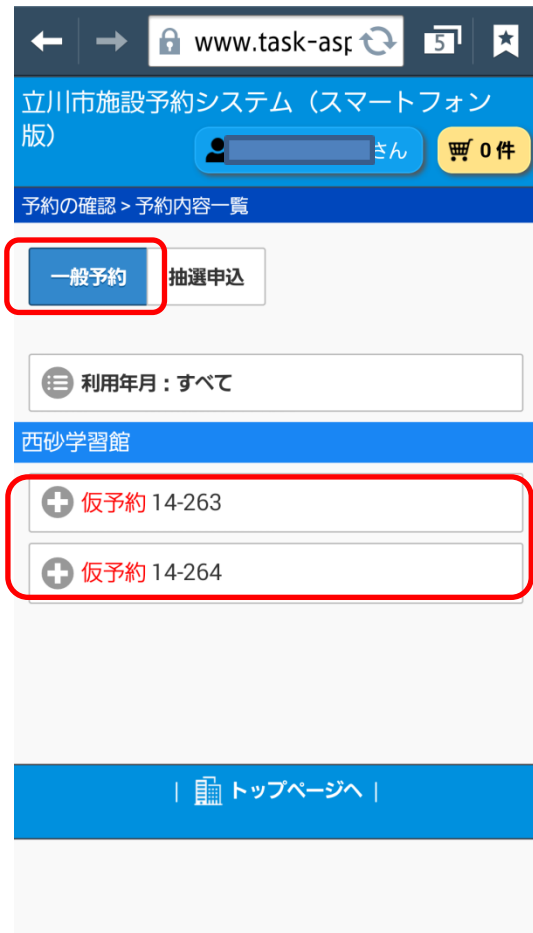 www.task-asp
5
立川市施設予約システム（スマートフォン
版）
さん
0 件
予約の確認 > 予約内容一覧
一般予約
抽選申込
利用年月 : すべて
西砂学習館
仮予約 14-263
仮予約 14-264
| トップページへ |